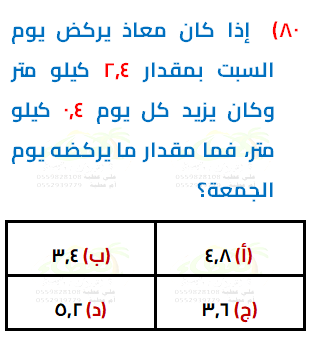 ٨٠) إذا كان معاذ يركض يوم
السبت بمقدار ٢,٤ كيلو متر
وكان يزيد كل يوم ٠,٤ كيلو
متر، فما مقدار ما يركضه يوم
الجمعة؟
(أ) ٤,٨
(ب) ٣,٤
(ج) ٣,٦
(د) ٥,٢